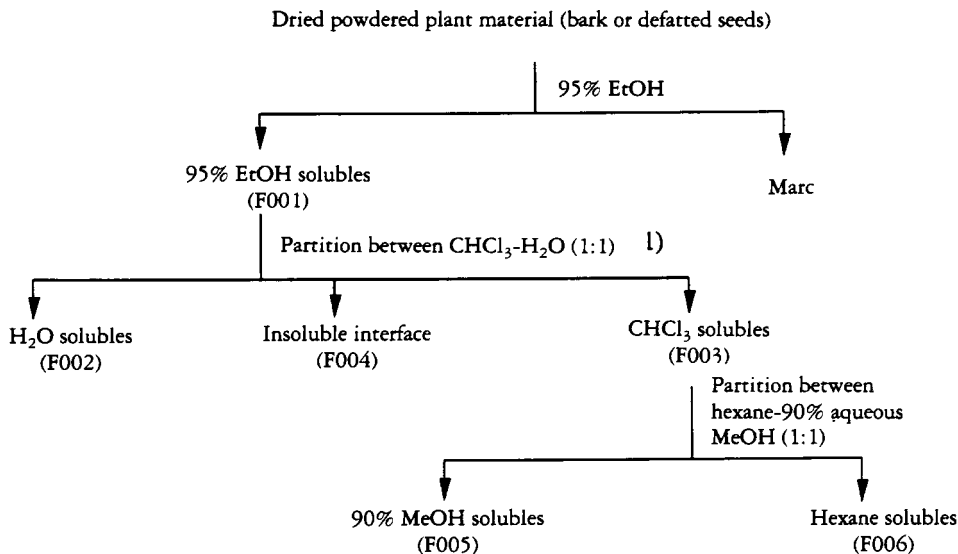 Dried powdered plant material (bark or defatted seeds)
95% EtOH
95% EtOH solubles
(F001)
Marc
Partition between CHCl₃-H₂O (1:1) 1)
H₂O solubles
(F002)
Insoluble interface
(F004)
CHCl₃ solubles
(F003)
Partition between
hexane-90% aqueous
MeOH (1:1)
90% MeOH solubles
(F005)
Hexane solubles
(F006)